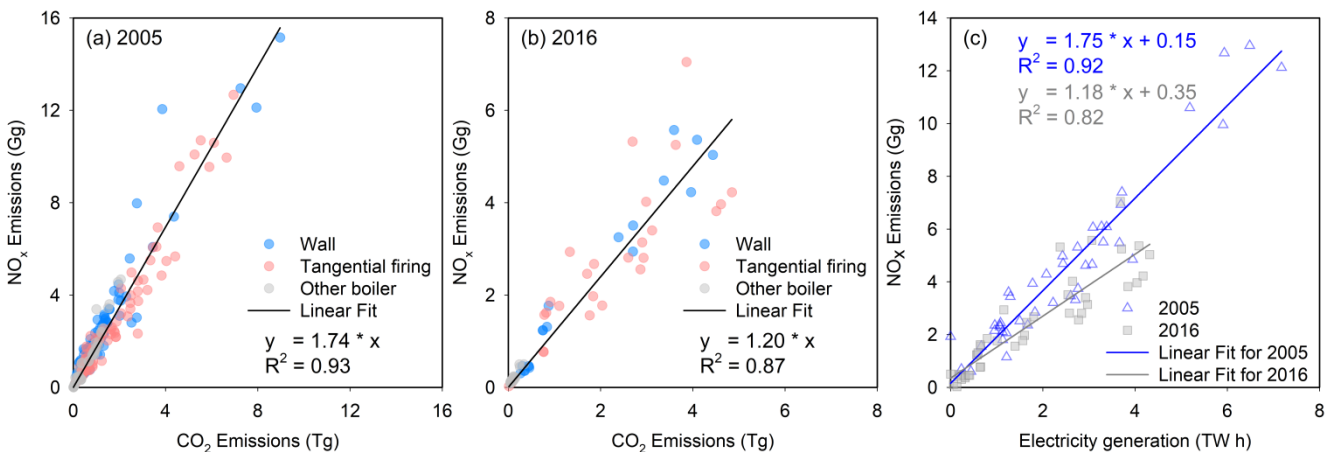 (a) 2005
NOx Emissions (Gg)
16
12
8
4
0
Wall
Tangential firing
Other boiler
Linear Fit
y = 1.74 * x
R2 = 0.93
0 4 8 12 16
CO2 Emissions (Tg)
(b) 2016
NOx Emissions (Gg)
8
6
4
2
0
Wall
Tangential firing
Other boiler
Linear Fit
y = 1.20 * x
R2 = 0.87
0 2 4 6 8
CO2 Emissions (Tg)
(c)
y = 1.75 * x + 0.15
R2 = 0.92
y = 1.18 * x + 0.35
R2 = 0.82
NOx Emissions (Gg)
14
12
10
8
6
4
2
0
2005
2016
Linear Fit for 2005
Linear Fit for 2016
0 2 4 6 8
Electricity generation (TW h)